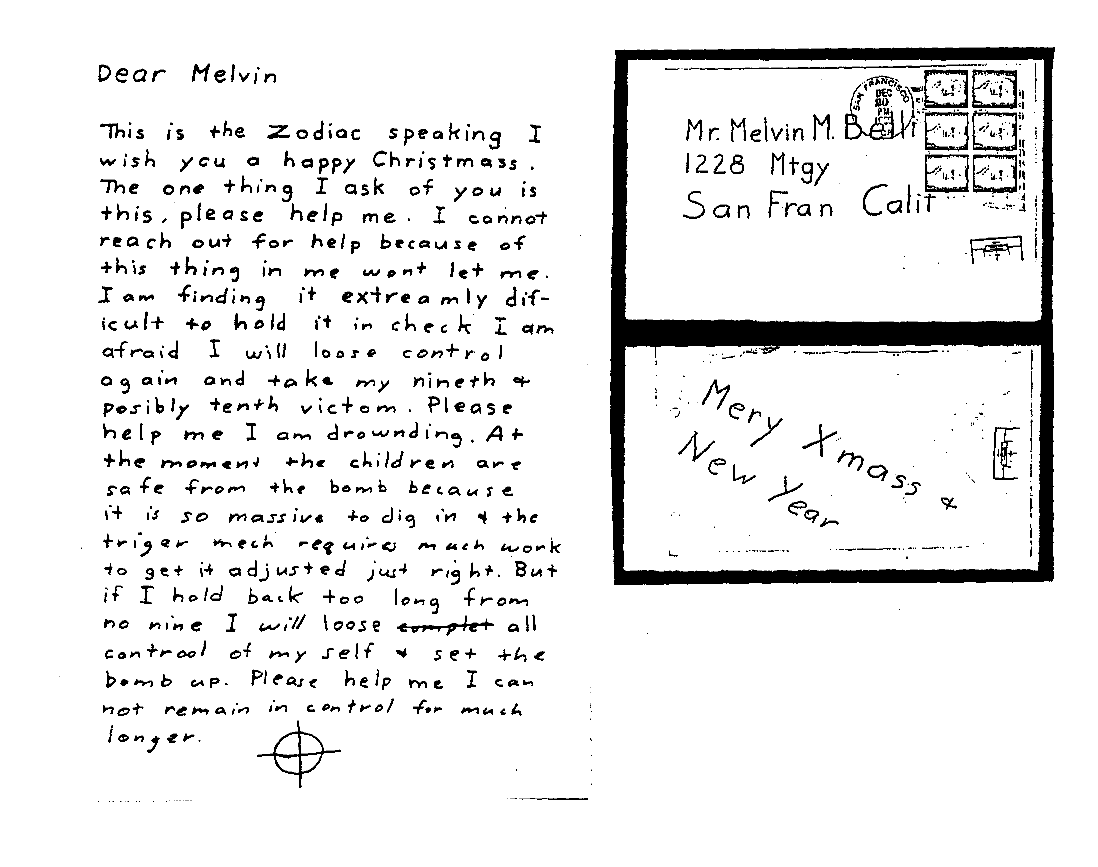 Dear Melvin
This is the Zodiac speaking I
wish you a happy Christmass.
The one thing I ask of you is
this, please help me. I cannot
reach out for help because of
this thing in me wont let me.
I am finding it extreamly dif-
icult to hold it in check I am
afraid I will loose control
again and take my nineth &
posibly tenth victom. Please
help me I am drownding. At
the moment the children are
safe from the bomb because
it is so massive to dig in & the
triger mech requires much work
to get it adjusted just right. But
if I hold back too long from
no nine I will loose complet all
controol of my self & set the
bomb up. Please help me I can
not remain in control for much
longer.
Mr. Melvin M. Belli
1228 Mtgy
San Fran Calif
SAN FRANCISCO
DEC
20
Mery Xmass &
New Year